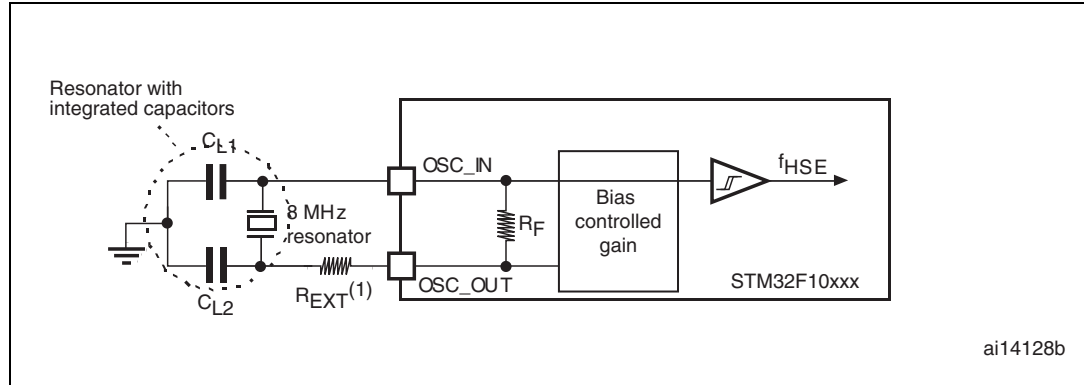 Resonator with
integrated capacitors
CL1
OSC_IN
fHSE
8 MHz
resonator
RF
Bias
controlled
gain
REXT(1)
OSC_OUT
STM32F10xxx
CL2
ai14128b